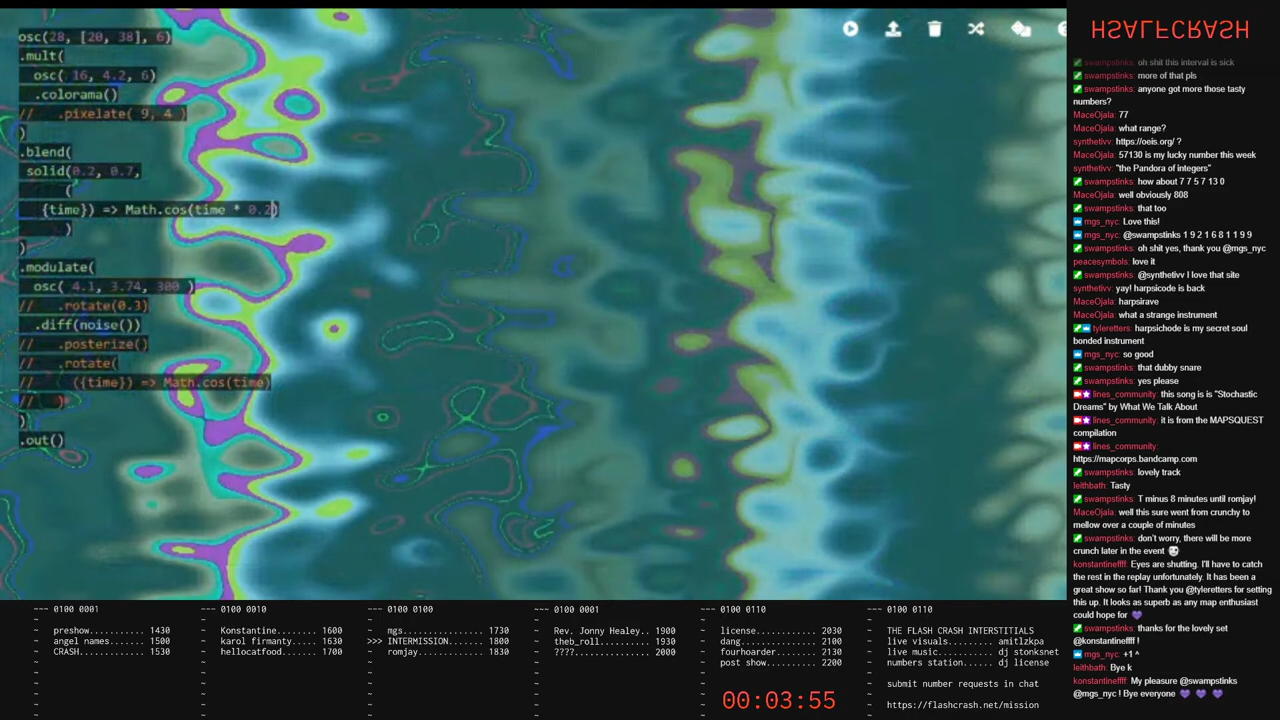 osc(28, [20, 38], 6)
.mult(
osc( 16, 4.2, 6)
.colorama()
// .pixelate( 9, 4 )
)
.blend(
solid(0.2, 0.7,
(
{time}) => Math.cos(time * 0.2)
)
)
.modulate(
osc( 4.1, 3.74, 300 )
// .rotate(0.3)
.diff(noise())
// .posterize()
// .rotate(
// ({time}) => Math.cos(time)
// )
)
.out()
HSALFCRASH
swampstinks: oh shit this interval is sick
swampstinks: more of that pls
swampstinks: anyone got more those tasty
numbers?
MaceOjala: 77
MaceOjala: what range?
synthetivv: https://oeis.org/ ?
MaceOjala: 57130 is my lucky number this week
synthetivv: "the Pandora of integers"
swampstinks: how about 7 7 5 7 13 0
MaceOjala: well obviously 808
swampstinks: that too
mgs_nyc: Love this!
mgs_nyc: @swampstinks 1 9 2 1 6 8 1 1 9 9
swampstinks: oh shit yes, thank you @mgs_nyc
peacesymbols: love it
swampstinks: @synthetivv I love that site
synthetivv: yay! harpsicode is back
MaceOjala: harpsirave
MaceOjala: what a strange instrument
tyleretters: harpsichode is my secret soul
bonded instrument
mgs_nyc: so good
swampstinks: that dubby snare
swampstinks: yes please
lines_community: this song is is "Stochastic
Dreams" by What We Talk About
lines_community: it is from the MAPSQUEST
compilation
lines_community:
https://mapcorps.bandcamp.com
swampstinks: lovely track
leithbath: Tasty
swampstinks: T minus 8 minutes until romjay!
MaceOjala: well this sure went from crunchy to
mellow over a couple of minutes
swampstinks: don't worry, there will be more
crunch later in the event
konstantineffff: Eyes are shutting. I'll have to catch
the rest in the replay unfortunately. It has been a
great show so far! Thank you @tyleretters for setting
this up. It looks as superb as any map enthusiast
could hope for 💜
swampstinks: thanks for the lovely set
@konstantineffff !
mgs_nyc: +1 ^
leithbath: Bye k
konstantineffff: My pleasure @swampstinks
@mgs_nyc ! Bye everyone 💜 💜 💜
~~~ 0100 0001
preshow........... 1430
angel names....... 1500
CRASH............. 1530
~~~ 0100 0010
Konstantine....... 1600
karol firmanty.... 1630
hellocatfood...... 1700
~~~ 0100 0100
mgs............... 1730
>>> INTERMISSION...... 1800
romjay............ 1830
~~~ 0100 0001
Rev. Jonny Healey.. 1900
theb_roll......... 1930
????.............. 2000
~~~ 0100 0110
license........... 2030
dang.............. 2100
fourhoarder....... 2130
post show......... 2200
00:03:55
~~~ 0100 0110
THE FLASH CRASH INTERSTITIALS
live visuals...... amitlzkpa
live music..... dj stonksnet
numbers station... dj license
submit number requests in chat
https://flashcrash.net/mission